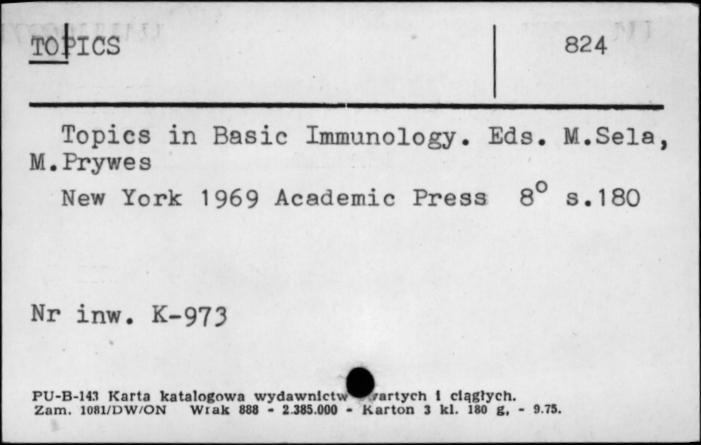 TOPICS 824
Topics in Basic Immunology. Eds. M.Sela,
M.Prywes
New York 1969 Academic Press 8° s.180
Nr inw. K-973
PU-B-143 Karta katalogowa wydawnictw i ciągłych.
Zam. 1081/DW/ON Wrak 888 - 2.385.000 - Karton 3 kl. 180 g, - 9.75.